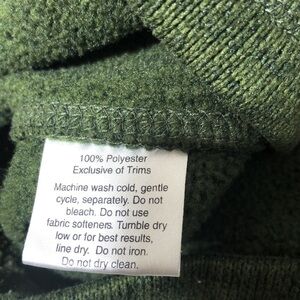 100% Polyester
Exclusive of Trims
Machine wash cold, gentle
cycle, separately. Do not
bleach. Do not use
fabric softeners. Tumble dry
low or for best results,
line dry. Do not iron.
Do not dry clean.